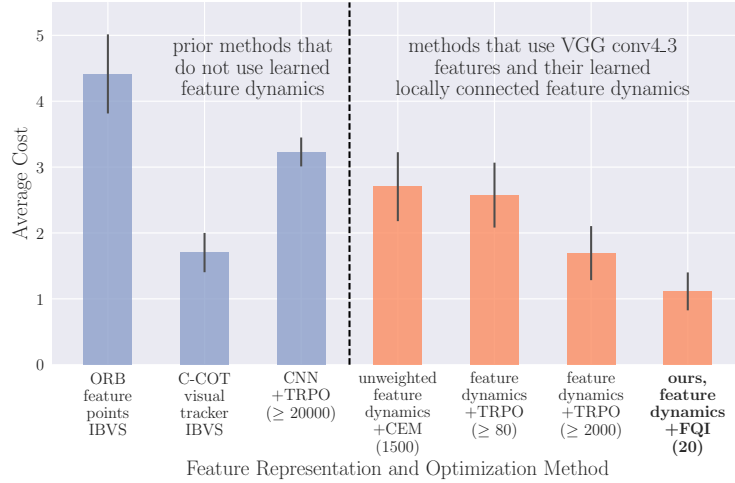 prior methods that
do not use learned
feature dynamics
methods that use VGG conv4_3
features and their learned
locally connected feature dynamics
Average Cost
5
4
3
2
1
0
ORB
feature
points
IBVS
C-COT
visual
tracker
IBVS
CNN
+TRPO
(≥ 20000)
unweighted
feature
dynamics
+CEM
(1500)
feature
dynamics
+TRPO
(≥ 80)
feature
dynamics
+TRPO
(≥ 2000)
ours,
feature
dynamics
+FQI
(20)
Feature Representation and Optimization Method